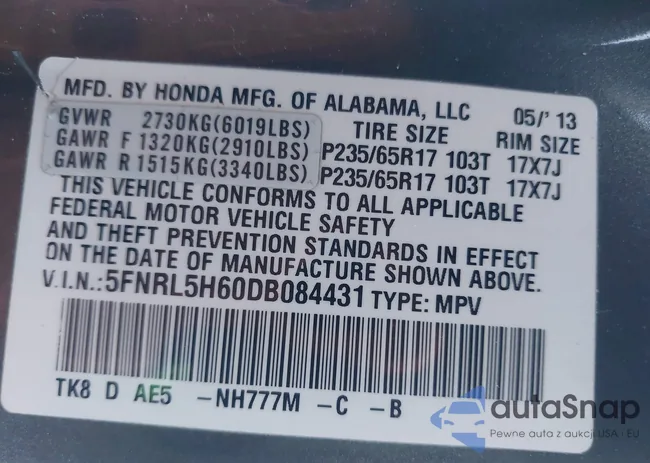 MFD. BY HONDA MFG. OF ALABAMA, LLC 05/'13
GVWR 2730KG(6019LBS) TIRE SIZE RIM SIZE
GAWR F 1320KG(2910LBS) P235/65R17 103T 17X7J
GAWR R 1515KG(3340LBS) P235/65R17 103T 17X7J
THIS VEHICLE CONFORMS TO ALL APPLICABLE
FEDERAL MOTOR VEHICLE SAFETY
AND THEFT PREVENTION STANDARDS IN EFFECT
ON THE DATE OF MANUFACTURE SHOWN ABOVE.
V.I.N.:5FNRL5H60DB084431 TYPE: MPV
TK8 D AE5 -NH777M -C -B
autaSnap
Pewne auta z aukcji USA · EU